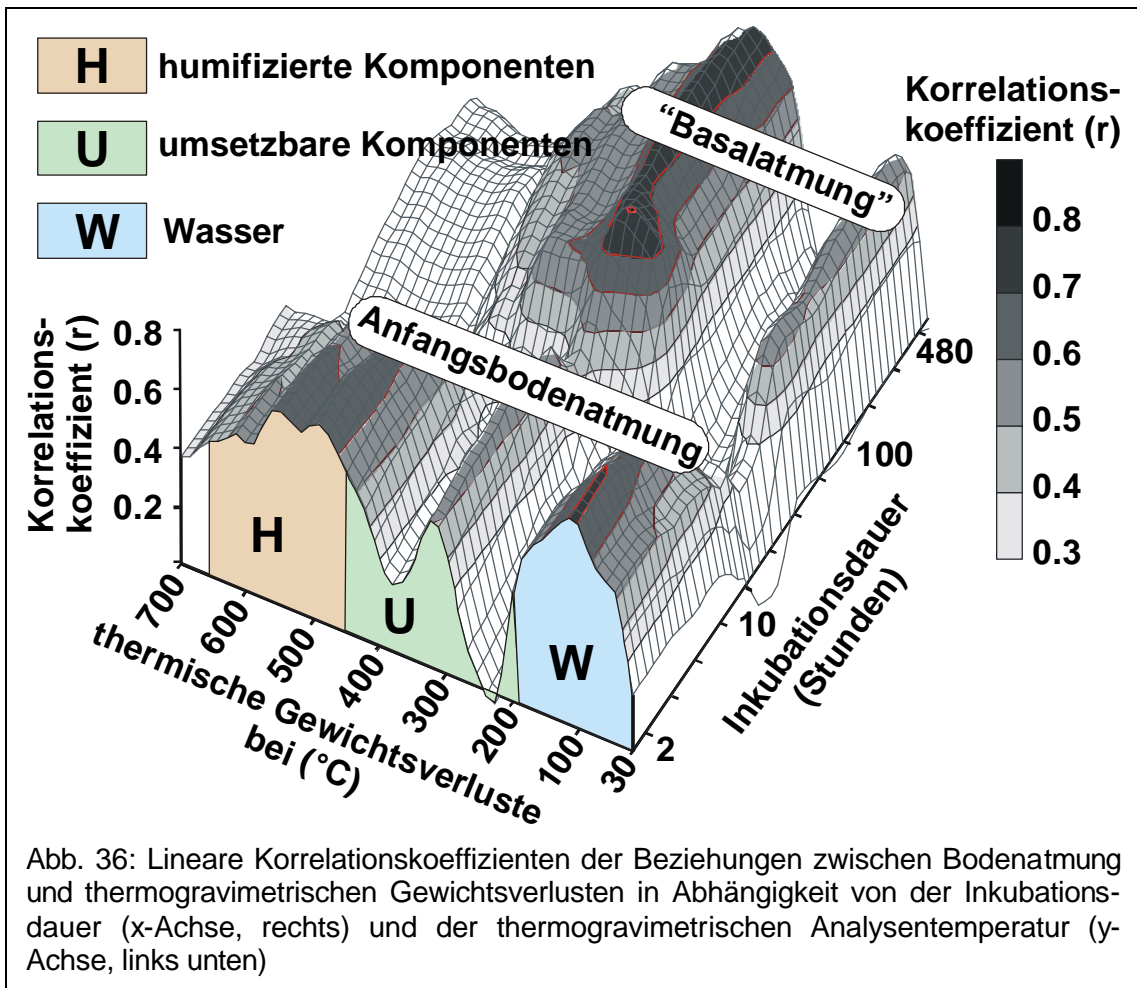 H humifizierte Komponenten
U umsetzbare Komponenten
W Wasser
Korrelations-
koeffizient (r)
0.8
0.7
0.6
0.5
0.4
0.3
“Basalatmung”
Anfangsbodenatmung
Korrelations-
koeffizient (r)
0.8
0.6
0.4
0.2
H
U
W
700
600
500
400
300
200
100
30
thermische Gewichtsverluste
bei (°C)
2
10
100
480
Inkubationsdauer
(Stunden)
Abb. 36: Lineare Korrelationskoeffizienten der Beziehungen zwischen Bodenatmung
und thermogravimetrischen Gewichtsverlusten in Abhängigkeit von der Inkubations-
dauer (x-Achse, rechts) und der thermogravimetrischen Analysentemperatur (y-
Achse, links unten)